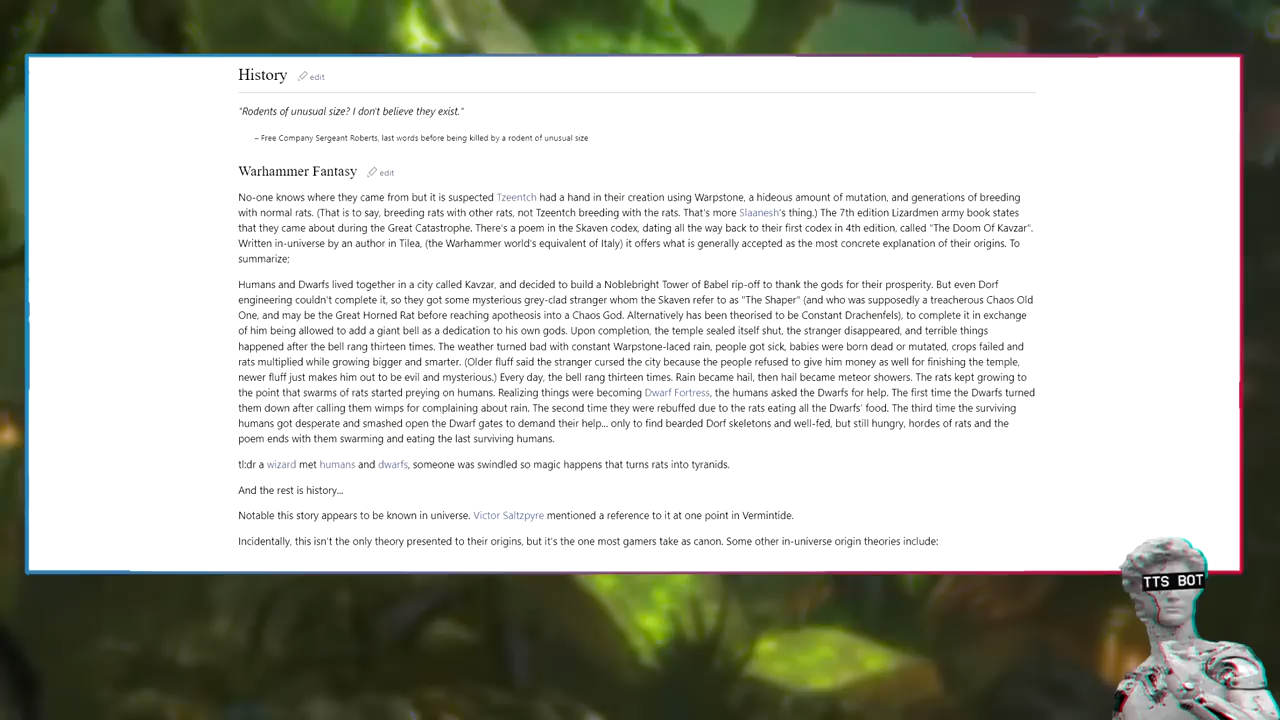 History edit
"Rodents of unusual size? I don't believe they exist."
– Free Company Sergeant Roberts, last words before being killed by a rodent of unusual size
Warhammer Fantasy edit
No-one knows where they came from but it is suspected Tzeentch had a hand in their creation using Warpstone, a hideous amount of mutation, and generations of breeding
with normal rats. (That is to say, breeding rats with other rats, not Tzeentch breeding with the rats. That's more Slaanesh's thing.) The 7th edition Lizardmen army book states
that they came about during the Great Catastrophe. There's a poem in the Skaven codex, dating all the way back to their first codex in 4th edition, called "The Doom Of Kavzar".
Written in-universe by an author in Tilea, (the Warhammer world's equivalent of Italy) it offers what is generally accepted as the most concrete explanation of their origins. To
summarize;
Humans and Dwarfs lived together in a city called Kavzar, and decided to build a Noblebright Tower of Babel rip-off to thank the gods for their prosperity. But even Dorf
engineering couldn't complete it, so they got some mysterious grey-clad stranger whom the Skaven refer to as "The Shaper" (and who was supposedly a treacherous Chaos Old
One, and may be the Great Horned Rat before reaching apotheosis into a Chaos God. Alternatively has been theorised to be Constant Drachenfels), to complete it in exchange
of him being allowed to add a giant bell as a dedication to his own gods. Upon completion, the temple sealed itself shut, the stranger disappeared, and terrible things
happened after the bell rang thirteen times. The weather turned bad with constant Warpstone-laced rain, people got sick, babies were born dead or mutated, crops failed and
rats multiplied while growing bigger and smarter. (Older fluff said the stranger cursed the city because the people refused to give him money as well for finishing the temple,
newer fluff just makes him out to be evil and mysterious.) Every day, the bell rang thirteen times. Rain became hail, then hail became meteor showers. The rats kept growing to
the point that swarms of rats started preying on humans. Realizing things were becoming Dwarf Fortress, the humans asked the Dwarfs for help. The first time the Dwarfs turned
them down after calling them wimps for complaining about rain. The second time they were rebuffed due to the rats eating all the Dwarfs' food. The third time the surviving
humans got desperate and smashed open the Dwarf gates to demand their help... only to find bearded Dorf skeletons and well-fed, but still hungry, hordes of rats and the
poem ends with them swarming and eating the last surviving humans.
tl:dr a wizard met humans and dwarfs, someone was swindled so magic happens that turns rats into tyranids.
And the rest is history...
Notable this story appears to be known in universe. Victor Saltzpyre mentioned a reference to it at one point in Vermintide.
Incidentally, this isn't the only theory presented to their origins, but it's the one most gamers take as canon. Some other in-universe origin theories include:
TTS BOT